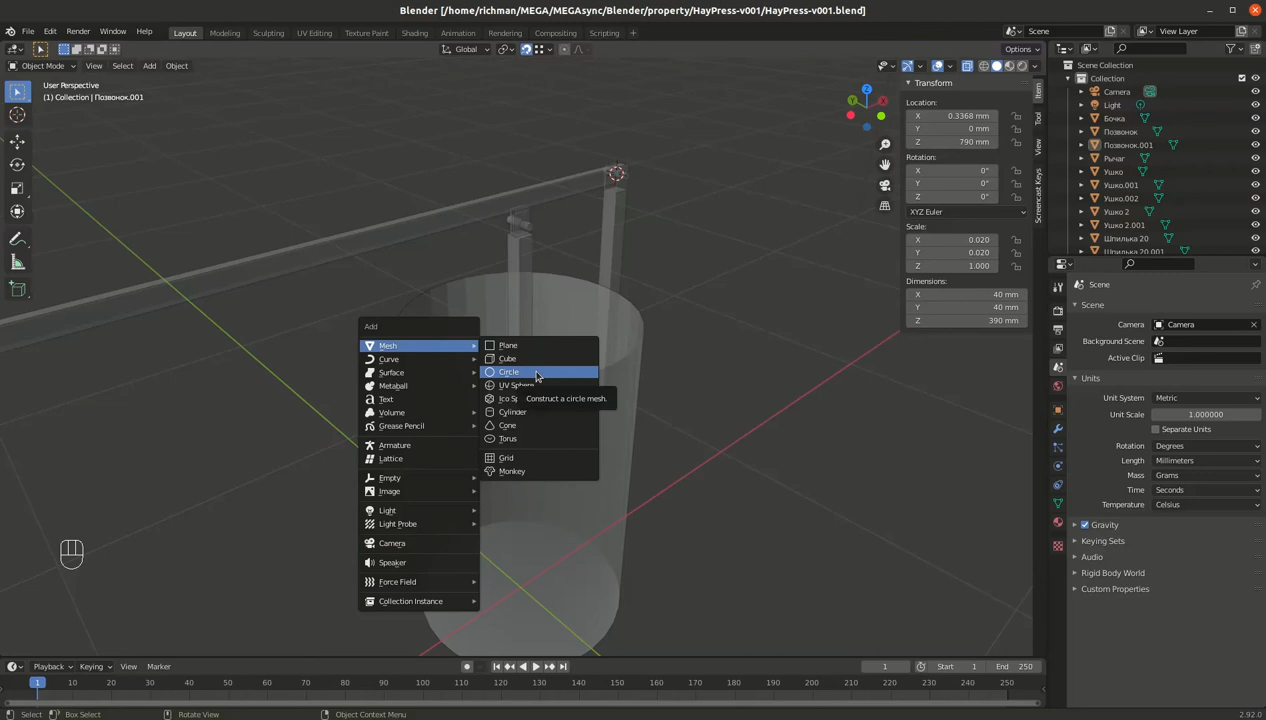 Blender [/home/richman/MEGA/MEGAsync/Blender/property/HayPress-v001/HayPress-v001.blend]
File Edit Render Window Help Layout Modeling Sculpting UV Editing Texture Paint Shading Animation Rendering Compositing Scripting + Scene View Layer
Global Options
Object Mode View Select Add Object
User Perspective
(1) Collection | Позвонок.001
Transform
Location:
X 0.3368 mm
Y 0 mm
Z 790 mm
Rotation:
X 0°
Y 0°
Z 0°
XYZ Euler
Scale:
X 0.020
Y 0.020
Z 1.000
Dimensions:
X 40 mm
Y 40 mm
Z 390 mm
Item
Tool
View
Screencast Keys
Z
Y
X
Add
Mesh
Curve
Surface
Metaball
Text
Volume
Grease Pencil
Armature
Lattice
Empty
Image
Light
Light Probe
Camera
Speaker
Force Field
Collection Instance
Plane
Cube
Circle
UV Sphere
Ico Sp
Construct a circle mesh.
Cylinder
Cone
Torus
Grid
Monkey
Scene Collection
Collection
Camera
Light
Бочка
Позвонок
Позвонок.001
Рычаг
Ушко
Ушко.001
Ушко.002
Ушко 2
Ушко 2.001
Шпилька 20
Шпилька 20.001
Scene
Scene
Camera Camera
Background Scene
Active Clip
Units
Unit System Metric
Unit Scale 1.000000
Separate Units
Rotation Degrees
Length Millimeters
Mass Grams
Time Seconds
Temperature Celsius
Gravity
Keying Sets
Audio
Rigid Body World
Custom Properties
Playback Keying View Marker 1 Start 1 End 250
1 10 20 30 40 50 60 70 80 90 100 110 120 130 140 150 160 170 180 190 200 210 220 230 240 250
Select Box Select Rotate View Object Context Menu 2.92.0